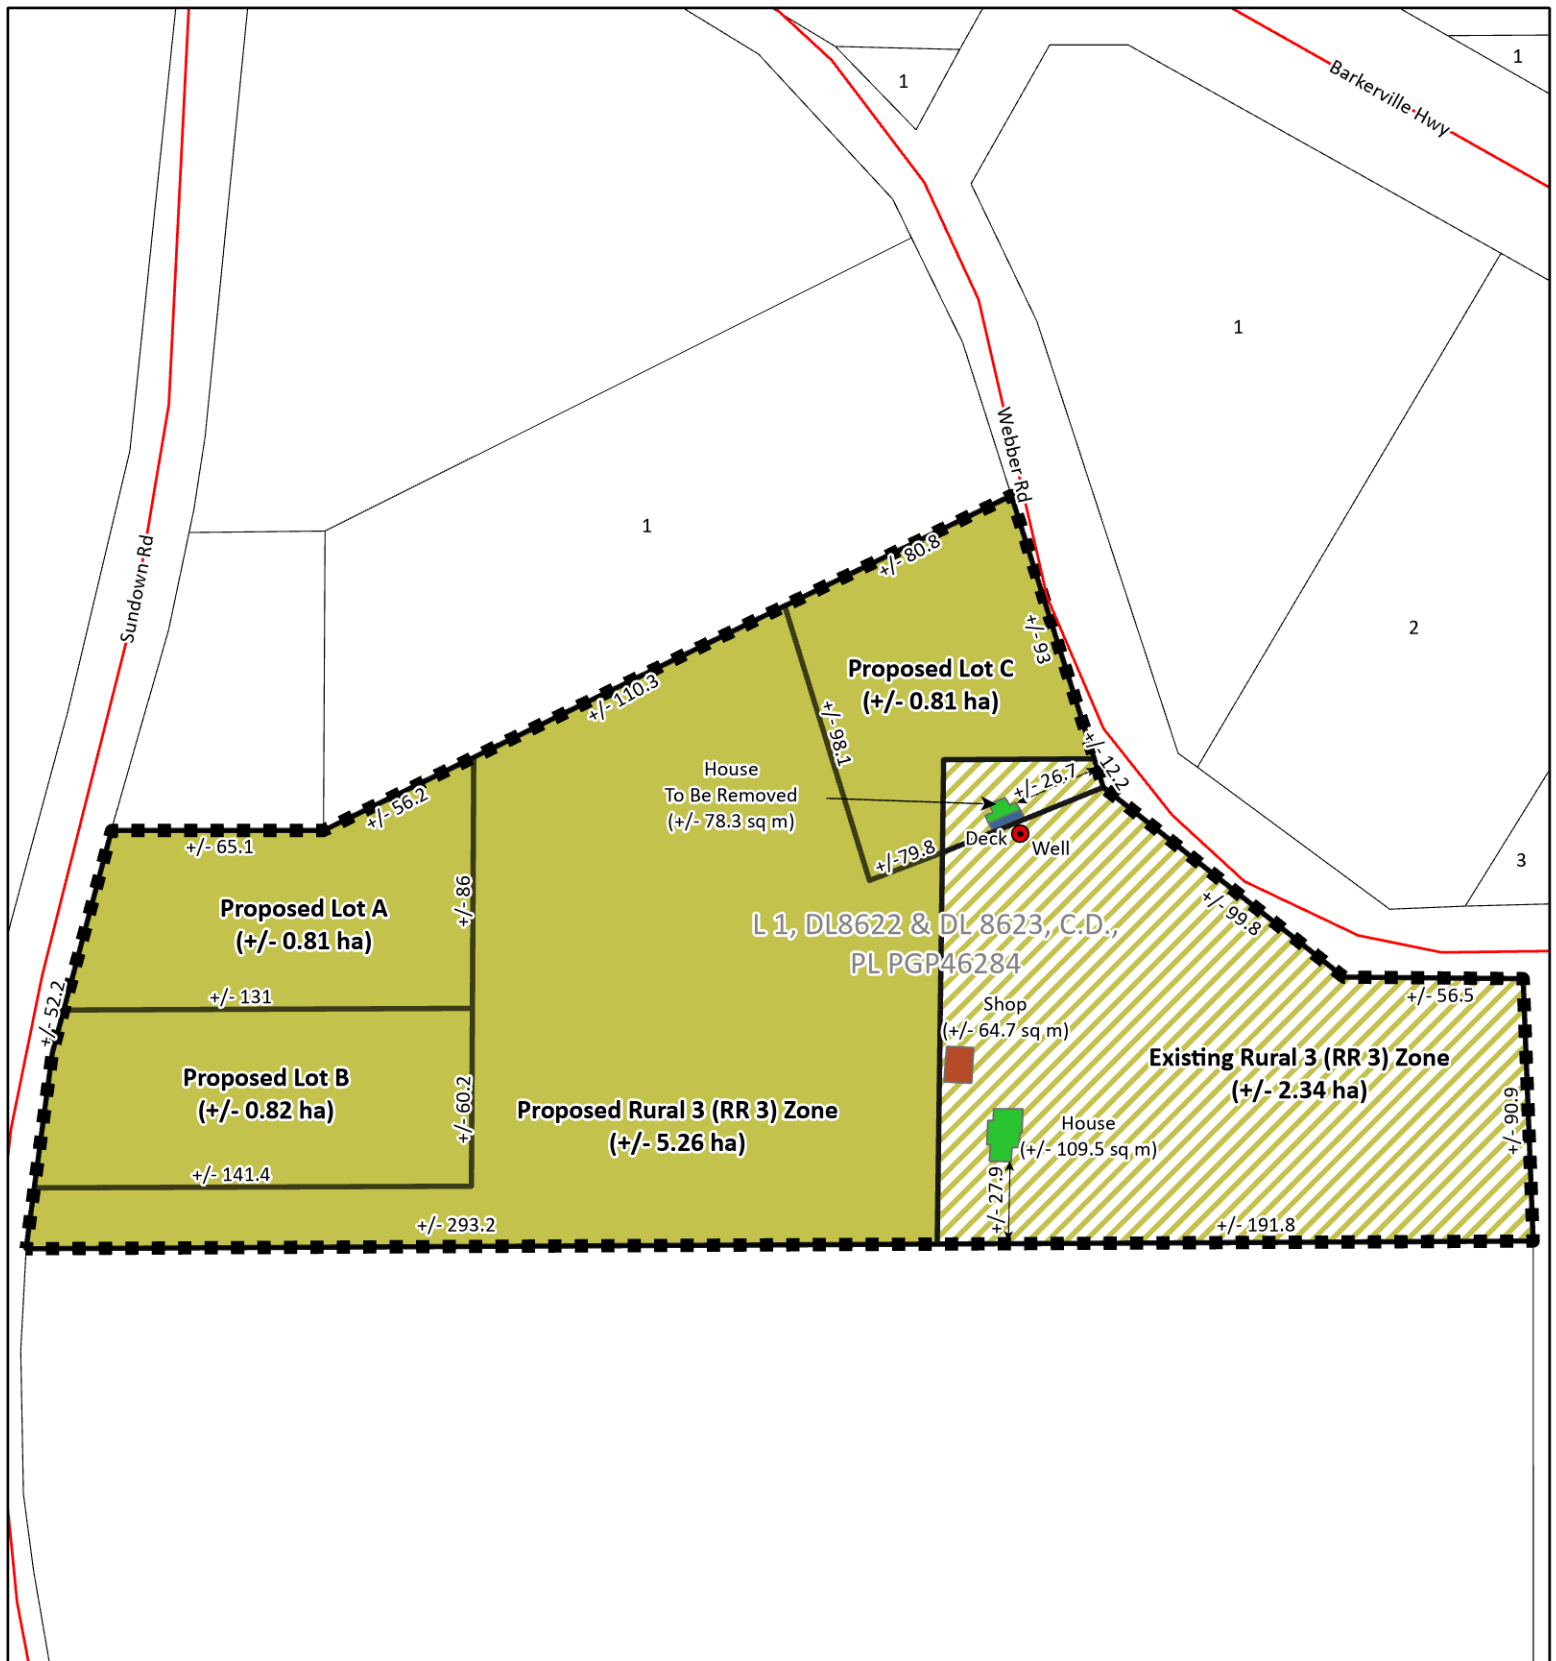 1
1
Barkerville Hwy
1
Webber Rd
1
Sundown Rd
2
+/- 80.8
+/- 93
Proposed Lot C
(+/- 0.81 ha)
+/- 110.3
+/- 98.1
+/- 12.2
House
To Be Removed
(+/- 78.3 sq m)
+/- 26.7
+/- 56.2
+/- 65.1
Deck
Well
+/-79.8
3
+/- 86
+/- 99.8
Proposed Lot A
(+/- 0.81 ha)
L 1, DL8622 & DL 8623, C.D.,
PL PGP46284
+/- 131
+/- 52.2
+/- 56.5
Shop
(+/- 64.7 sq m)
Existing Rural 3 (RR 3) Zone
(+/- 2.34 ha)
Proposed Lot B
(+/- 0.82 ha)
+/- 60.2
Proposed Rural 3 (RR 3) Zone
(+/- 5.26 ha)
House
(+/- 109.5 sq m)
+/- 90.9
+/- 141.4
+/- 27.9
+/- 293.2
+/- 191.8